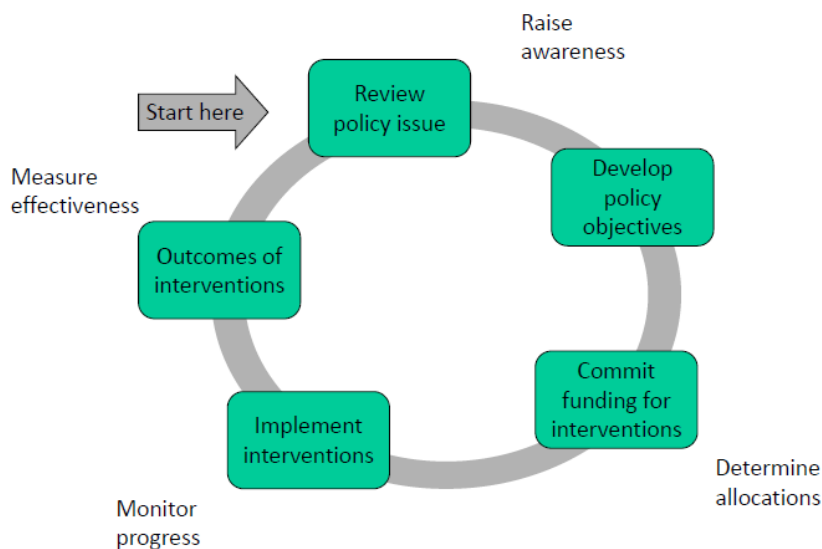 Raise
awareness
Start here
Review
policy issue
Develop
policy
objectives
Measure
effectiveness
Outcomes of
interventions
Commit
funding for
interventions
Implement
interventions
Determine
allocations
Monitor
progress